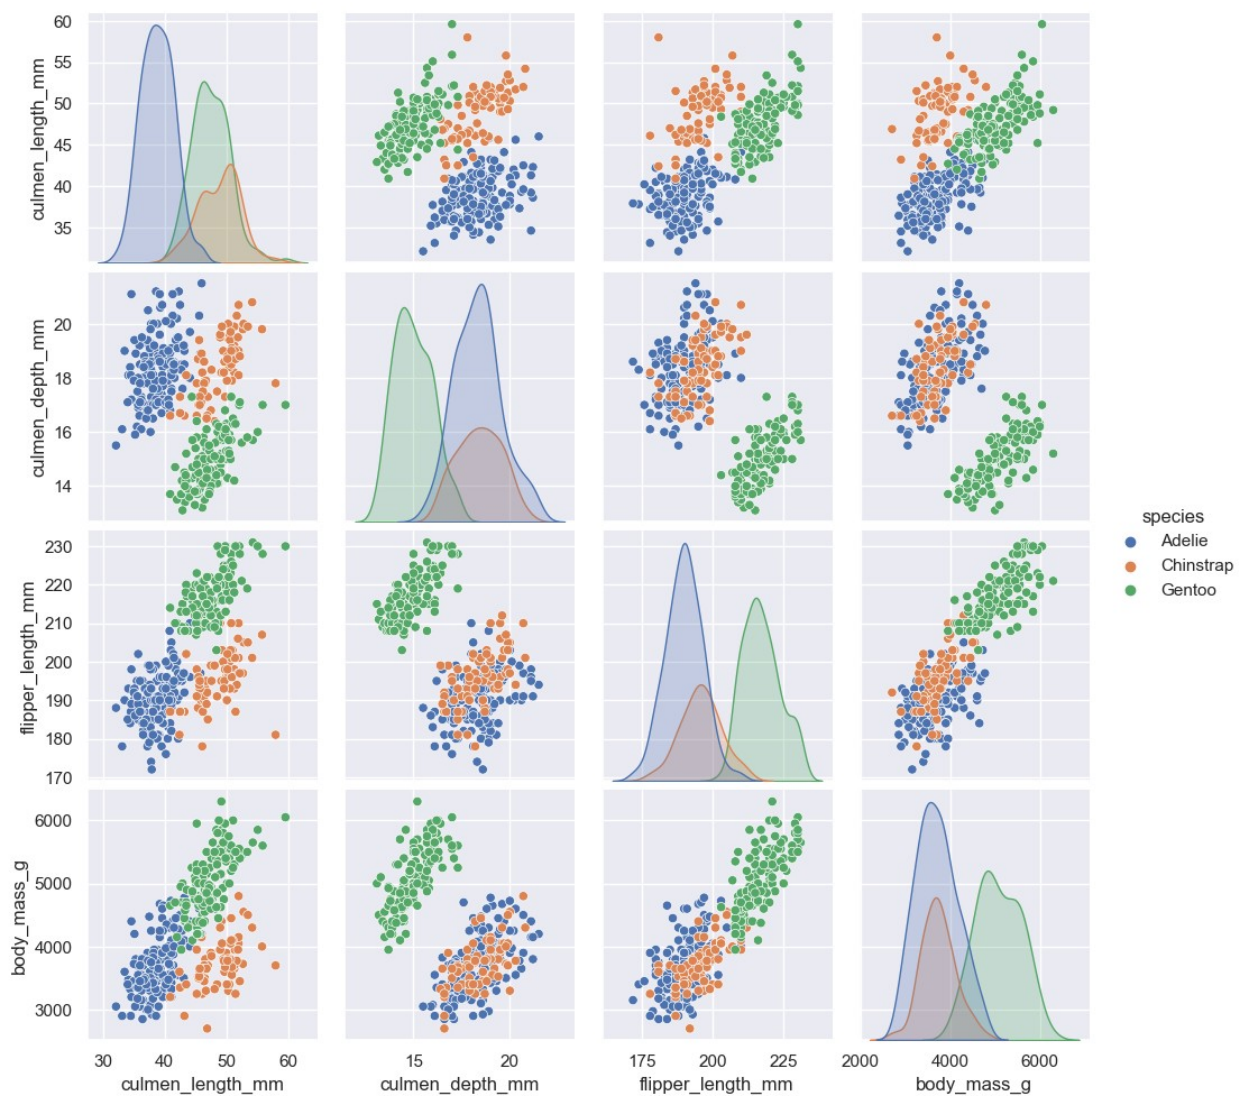 culmen_length_mm
60
55
50
45
40
35
culmen_depth_mm
20
18
16
14
species
Adelie
Chinstrap
Gentoo
flipper_length_mm
230
220
210
200
190
180
170
body_mass_g
6000
5000
4000
3000
30 40 50 60 15 20 175 200 225 2000 4000 6000
culmen_length_mm culmen_depth_mm flipper_length_mm body_mass_g